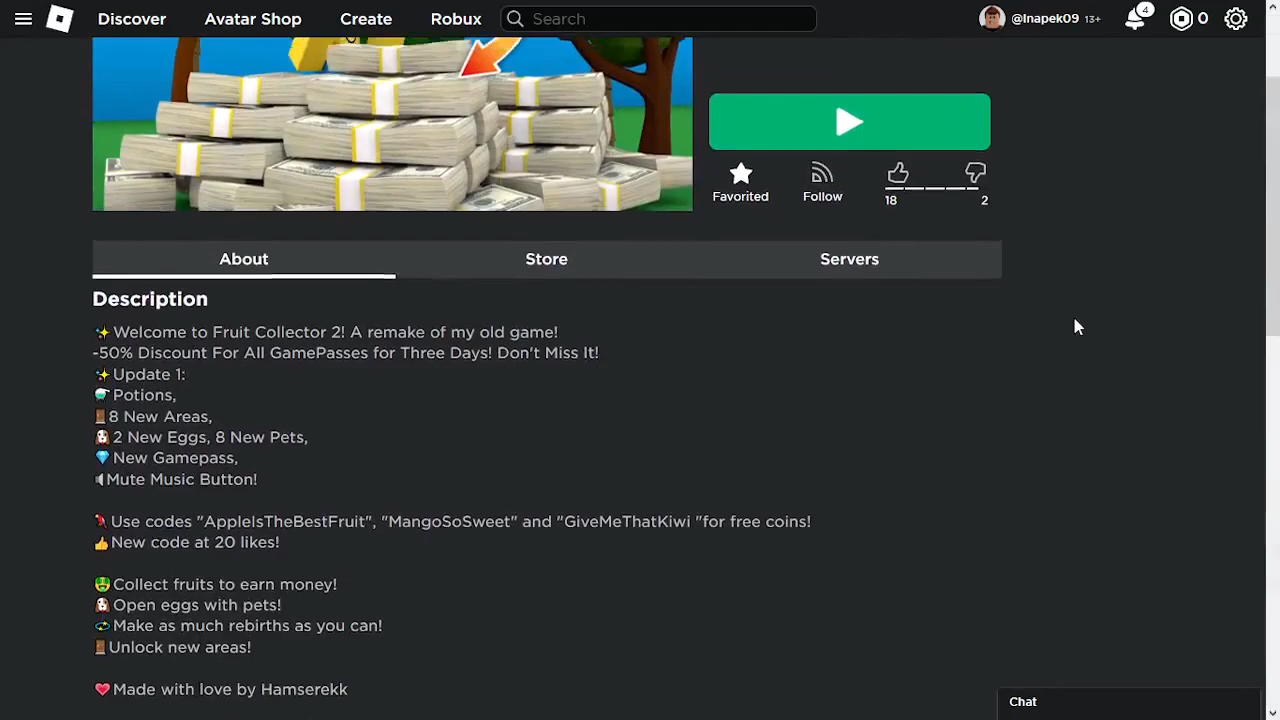 Discover Avatar Shop Create Robux Search @Inapek09 13+ 4 0
Favorited Follow 18 2
About Store Servers
Description
✨Welcome to Fruit Collector 2! A remake of my old game!
-50% Discount For All GamePasses for Three Days! Don't Miss It!
✨Update 1:
Potions,
🚪8 New Areas,
🐶2 New Eggs, 8 New Pets,
💎New Gamepass,
🔈Mute Music Button!
Use codes "AppleIsTheBestFruit", "MangoSoSweet" and "GiveMeThatKiwi "for free coins!
👍New code at 20 likes!
🤑Collect fruits to earn money!
🐶Open eggs with pets!
💫Make as much rebirths as you can!
🚪Unlock new areas!
❤️Made with love by Hamserekk
Chat